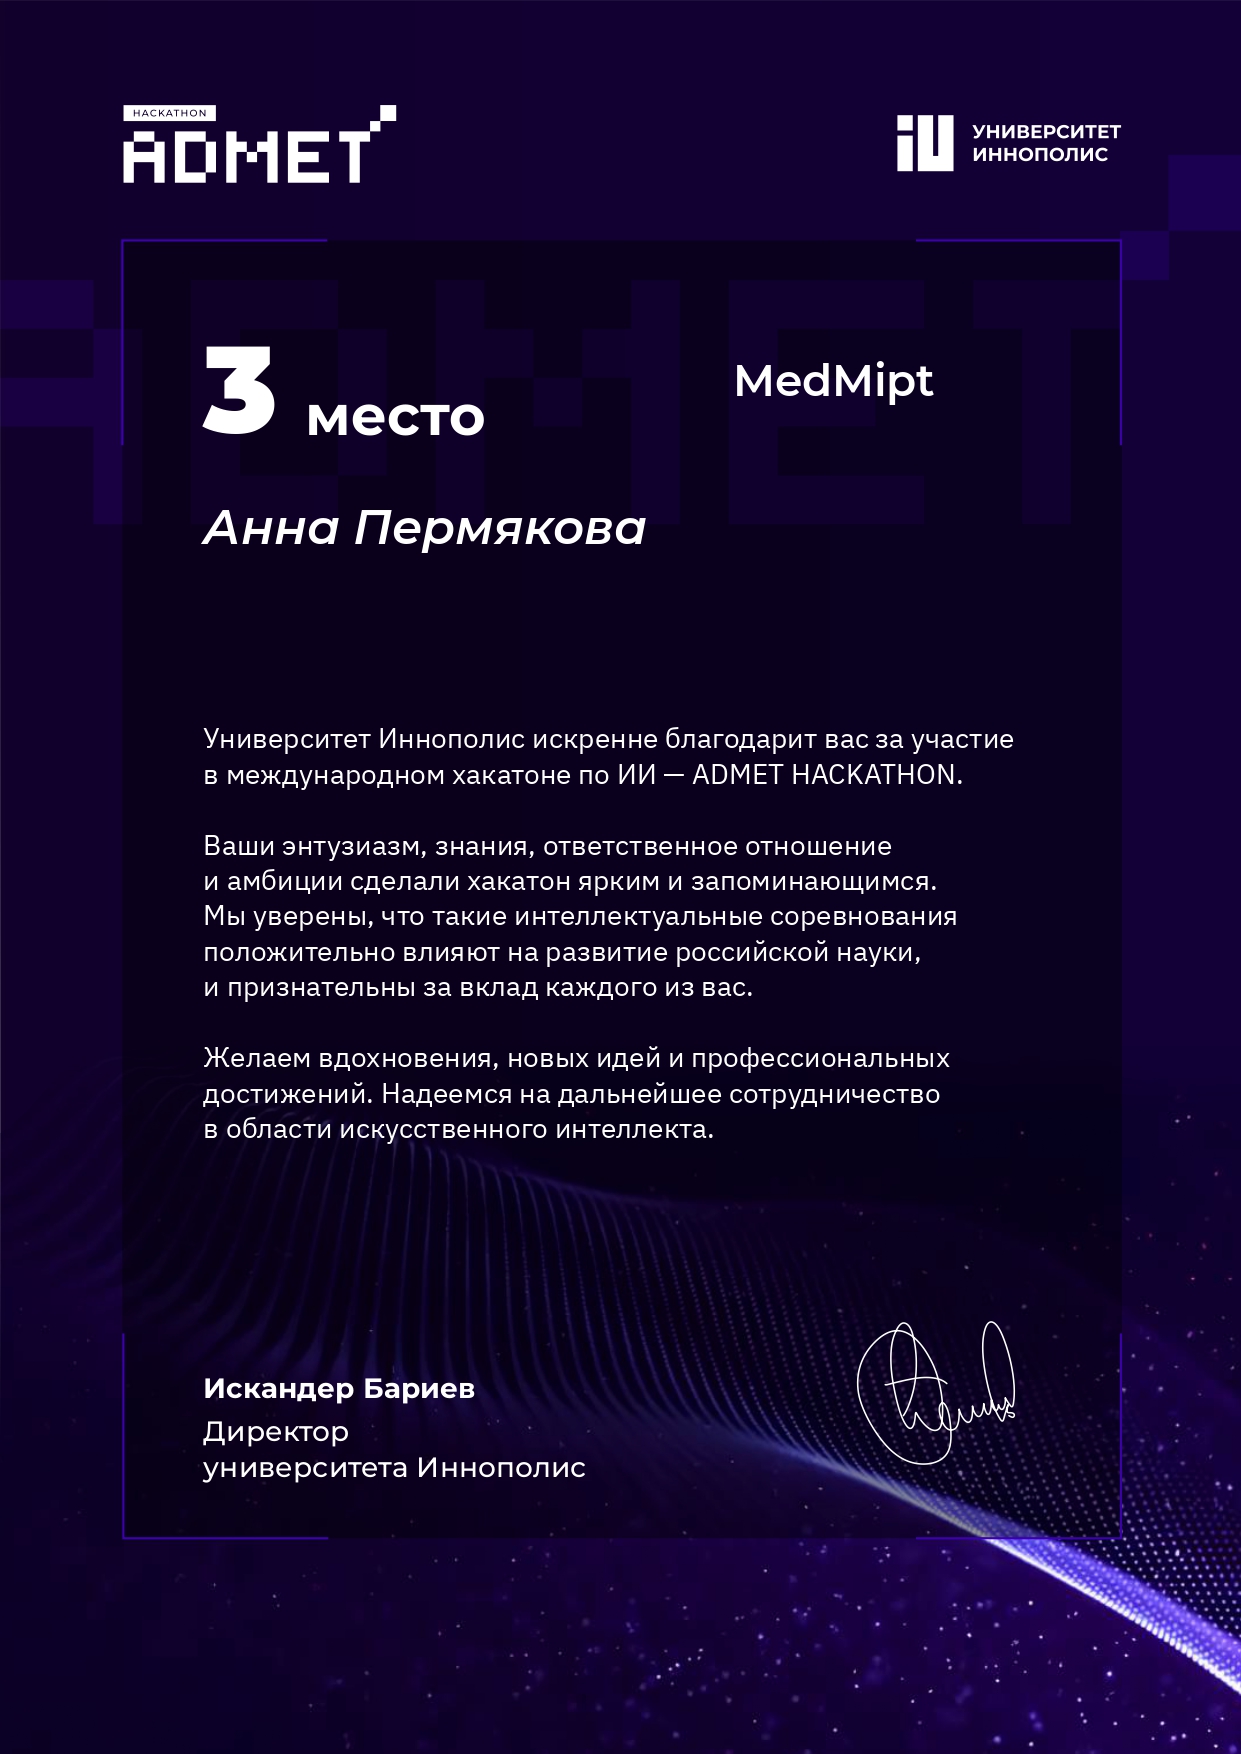 HACKATHON
ADMET
УНИВЕРСИТЕТ
ИННОПОЛИС
3 место
MedMipt
Анна Пермякова
Университет Иннополис искренне благодарит вас за участие
в международном хакатоне по ИИ — ADMET HACKATHON.
Ваши энтузиазм, знания, ответственное отношение
и амбиции сделали хакатон ярким и запоминающимся.
Мы уверены, что такие интеллектуальные соревнования
положительно влияют на развитие российской науки,
и признательны за вклад каждого из вас.
Желаем вдохновения, новых идей и профессиональных
достижений. Надеемся на дальнейшее сотрудничество
в области искусственного интеллекта.
Искандер Бариев
Директор
университета Иннополис